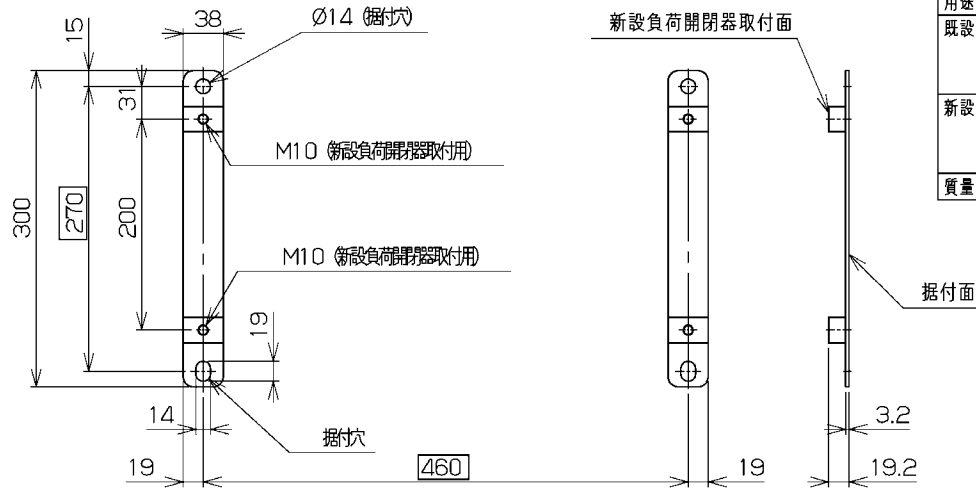 38
Ø14 (据付穴)
新設負荷開閉器取付面
用途
既設
新設
質量
15
31
M10 (新設負荷開閉器取付用)
300
270
200
M10 (新設負荷開閉器取付用)
据付面
19
14
据付穴
3.2
19
460
19
19.2